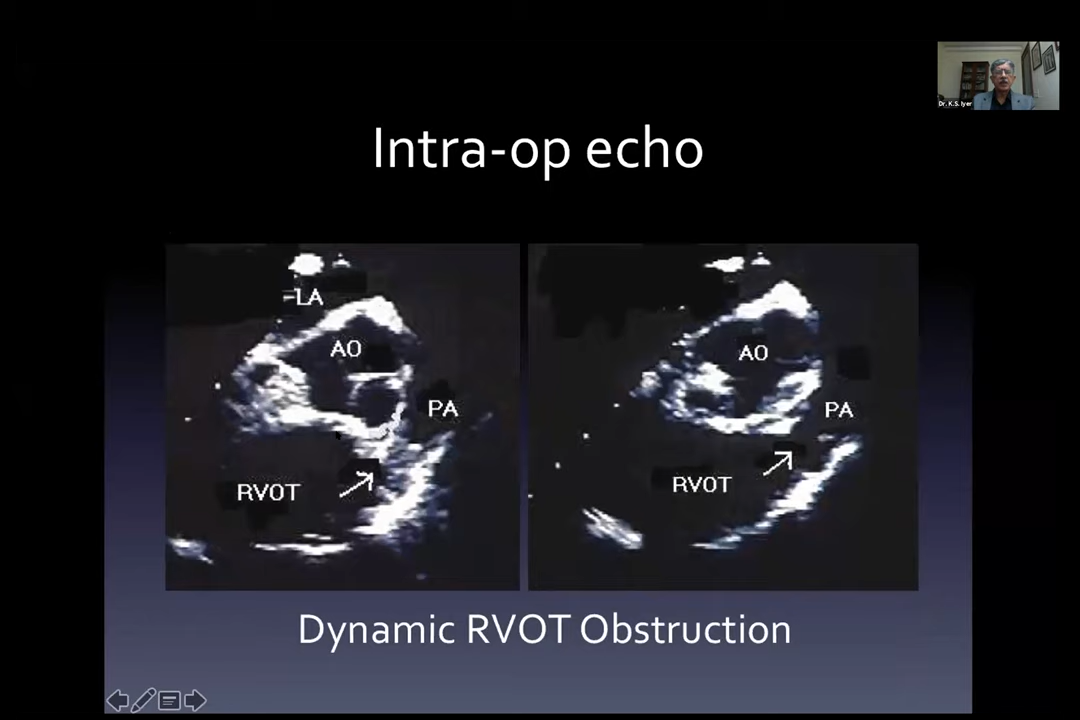 Dr. K.S. Iyer
Intra-op echo
LA
AO
PA
RVOT
AO
PA
RVOT
Dynamic RVOT Obstruction